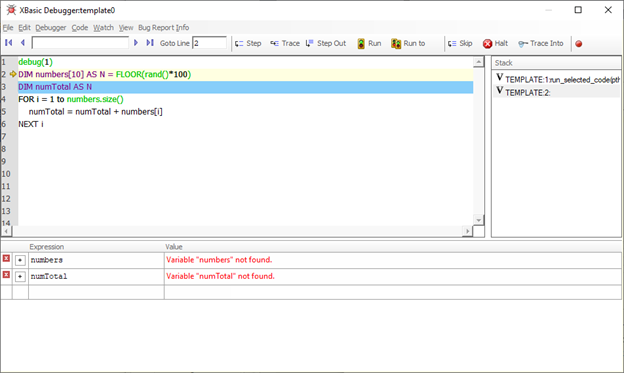 XBasic Debugger:template0
File Edit Debugger Code Watch View Bug Report Info
Goto Line 2 Step Trace Step Out Run Run to Skip Halt Trace Into
1 debug(1)
2 DIM numbers[10] AS N = FLOOR(rand()*100)
3 DIM numTotal AS N
4 FOR i = 1 to numbers.size()
5 numTotal = numTotal + numbers[i]
6 NEXT i
7
8
9
10
11
12
13
14
Stack
TEMPLATE:1:run_selected_code(pth
TEMPLATE:2:
Expression Value
numbers Variable "numbers" not found.
numTotal Variable "numTotal" not found.